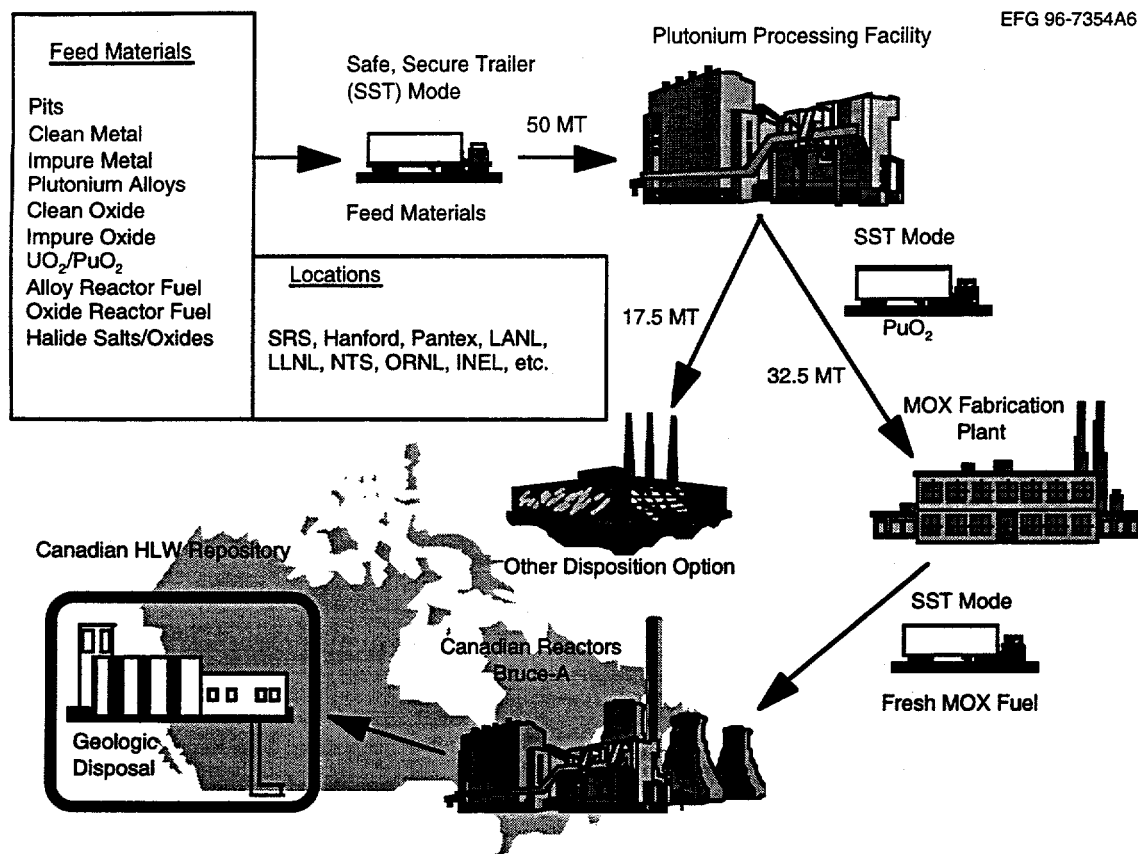 EFG 96-7354A6
Feed Materials
Pits
Clean Metal
Impure Metal
Plutonium Alloys
Clean Oxide
Impure Oxide
UO₂/PuO₂
Alloy Reactor Fuel
Oxide Reactor Fuel
Halide Salts/Oxides
Locations
SRS, Hanford, Pantex, LANL,
LLNL, NTS, ORNL, INEL, etc.
Safe, Secure Trailer
(SST) Mode
Feed Materials
50 MT
Plutonium Processing Facility
17.5 MT
32.5 MT
SST Mode
PuO₂
MOX Fabrication
Plant
Other Disposition Option
SST Mode
Fresh MOX Fuel
Canadian Reactors
Bruce-A
Canadian HLW Repository
Geologic
Disposal